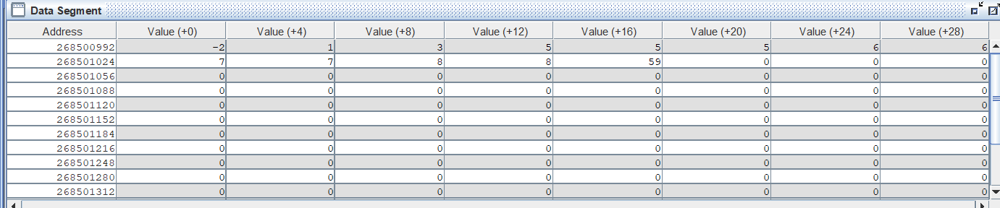 Data Segment
Address Value (+0) Value (+4) Value (+8) Value (+12) Value (+16) Value (+20) Value (+24) Value (+28)
268500992 -2 1 3 5 5 5 6 6
268501024 7 7 8 8 59 0 0 0
268501056 0 0 0 0 0 0 0 0
268501088 0 0 0 0 0 0 0 0
268501120 0 0 0 0 0 0 0 0
268501152 0 0 0 0 0 0 0 0
268501184 0 0 0 0 0 0 0 0
268501216 0 0 0 0 0 0 0 0
268501248 0 0 0 0 0 0 0 0
268501280 0 0 0 0 0 0 0 0
268501312 0 0 0 0 0 0 0 0